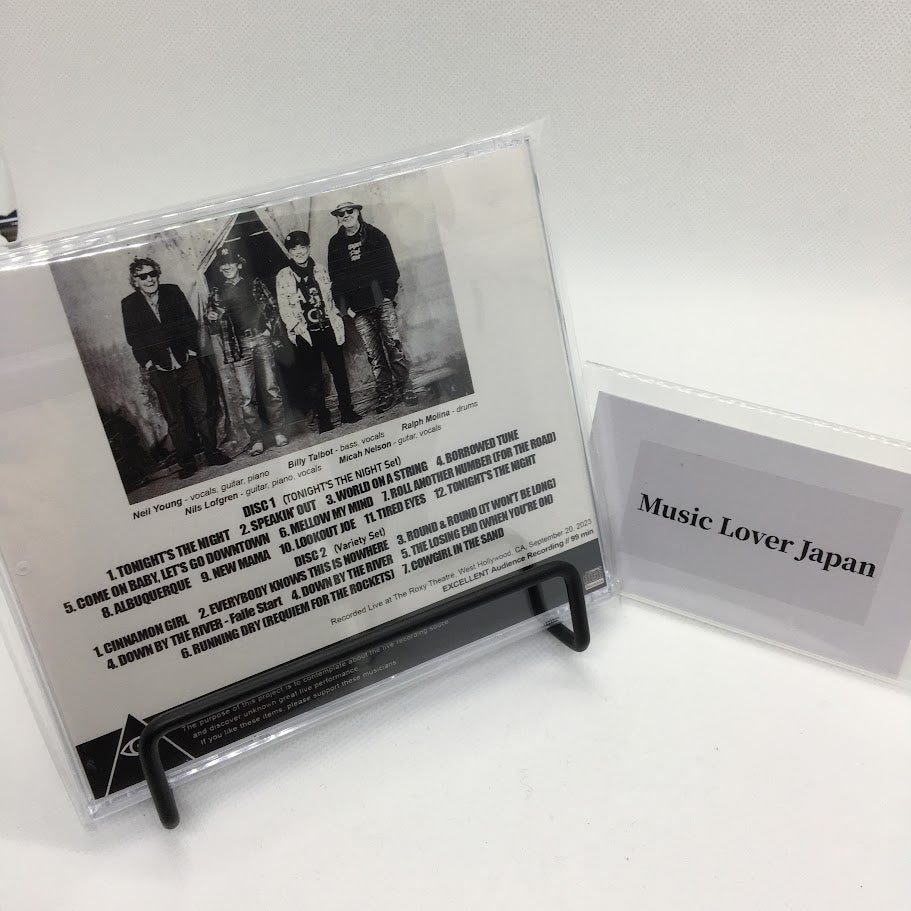 Neil Young - vocals, guitar, piano Billy Talbot - bass, vocals Ralph Molina - drums
Nils Lofgren - guitar, piano, vocals Micah Nelson - guitar, vocals
DISC 1 (TONIGHT'S THE NIGHT Set)
1. TONIGHT'S THE NIGHT 2. SPEAKIN' OUT 3. WORLD ON A STRING 4. BORROWED TUNE
5. COME ON BABY, LET'S GO DOWNTOWN 6. MELLOW MY MIND 7. ROLL ANOTHER NUMBER (FOR THE ROAD)
8. ALBUQUERQUE 9. NEW MAMA 10. LOOKOUT JOE 11. TIRED EYES 12. TONIGHT'S THE NIGHT
DISC 2 (Variety Set)
1. CINNAMON GIRL 2. EVERYBODY KNOWS THIS IS NOWHERE 3. ROUND & ROUND (IT WON'T BE LONG)
4. DOWN BY THE RIVER - Faile Start 4. DOWN BY THE RIVER 5. THE LOSING END (WHEN YOU'RE ON)
6. RUNNING DRY (REQUIEM FOR THE ROCKETS) 7. COWGIRL IN THE SAND
Recorded Live at The Roxy Theatre, West Hollywood, CA, September 20, 2023
EXCELLENT Audience Recording // 99 min
The purpose of this project is to contemplate about the live recording souce
and discover unknown great live performance
If you like these items, please support these musicians
Music Lover Japan